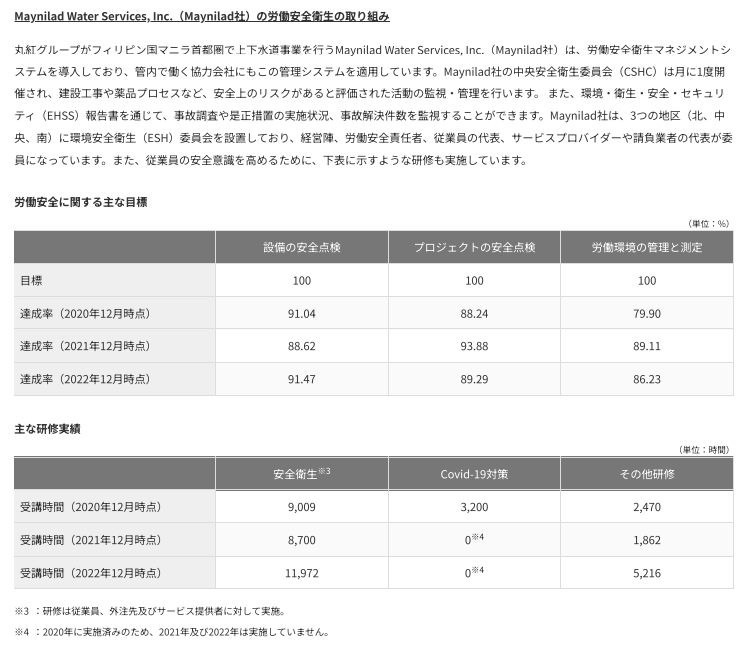 Maynilad Water Services, Inc.（Maynilad社）の労働安全衛生の取り組み
丸紅グループがフィリピン国マニラ首都圏で上下水道事業を行うMaynilad Water Services, Inc.（Maynilad社）は、労働安全衛生マネジメントシ
ステムを導入しており、管内で働く協力会社にもこの管理システムを適用しています。Maynilad社の中央安全衛生委員会（CSHC）は月に1度開
催され、建設工事や薬品プロセスなど、安全上のリスクがあると評価された活動の監視・管理を行います。 また、環境・衛生・安全・セキュリ
ティ（EHSS）報告書を通じて、事故調査や是正措置の実施状況、事故解決件数を監視することができます。Maynilad社は、3つの地区（北、中
央、南）に環境安全衛生（ESH）委員会を設置しており、経営陣、労働安全責任者、従業員の代表、サービスプロバイダーや請負業者の代表が委
員になっています。また、従業員の安全意識を高めるために、下表に示すような研修も実施しています。
労働安全に関する主な目標
（単位：%）
設備の安全点検 プロジェクトの安全点検 労働環境の管理と測定
目標 100 100 100
達成率（2020年12月時点） 91.04 88.24 79.90
達成率（2021年12月時点） 88.62 93.88 89.11
達成率（2022年12月時点） 91.47 89.29 86.23
主な研修実績
（単位：時間）
安全衛生※3 Covid-19対策 その他研修
受講時間（2020年12月時点） 9,009 3,200 2,470
受講時間（2021年12月時点） 8,700 0※4 1,862
受講時間（2022年12月時点） 11,972 0※4 5,216
※3 ：研修は従業員、外注先及びサービス提供者に対して実施。
※4 ：2020年に実施済みのため、2021年及び2022年は実施していません。